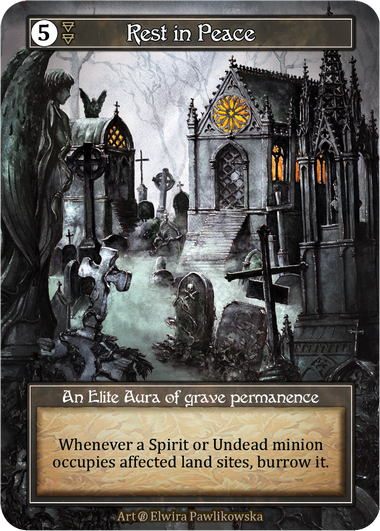 5
Rest in Peace
An Elite Aura of grave permanence
Whenever a Spirit or Undead minion
occupies affected land sites, burrow it.
Art @ Elwira Pawlikowska